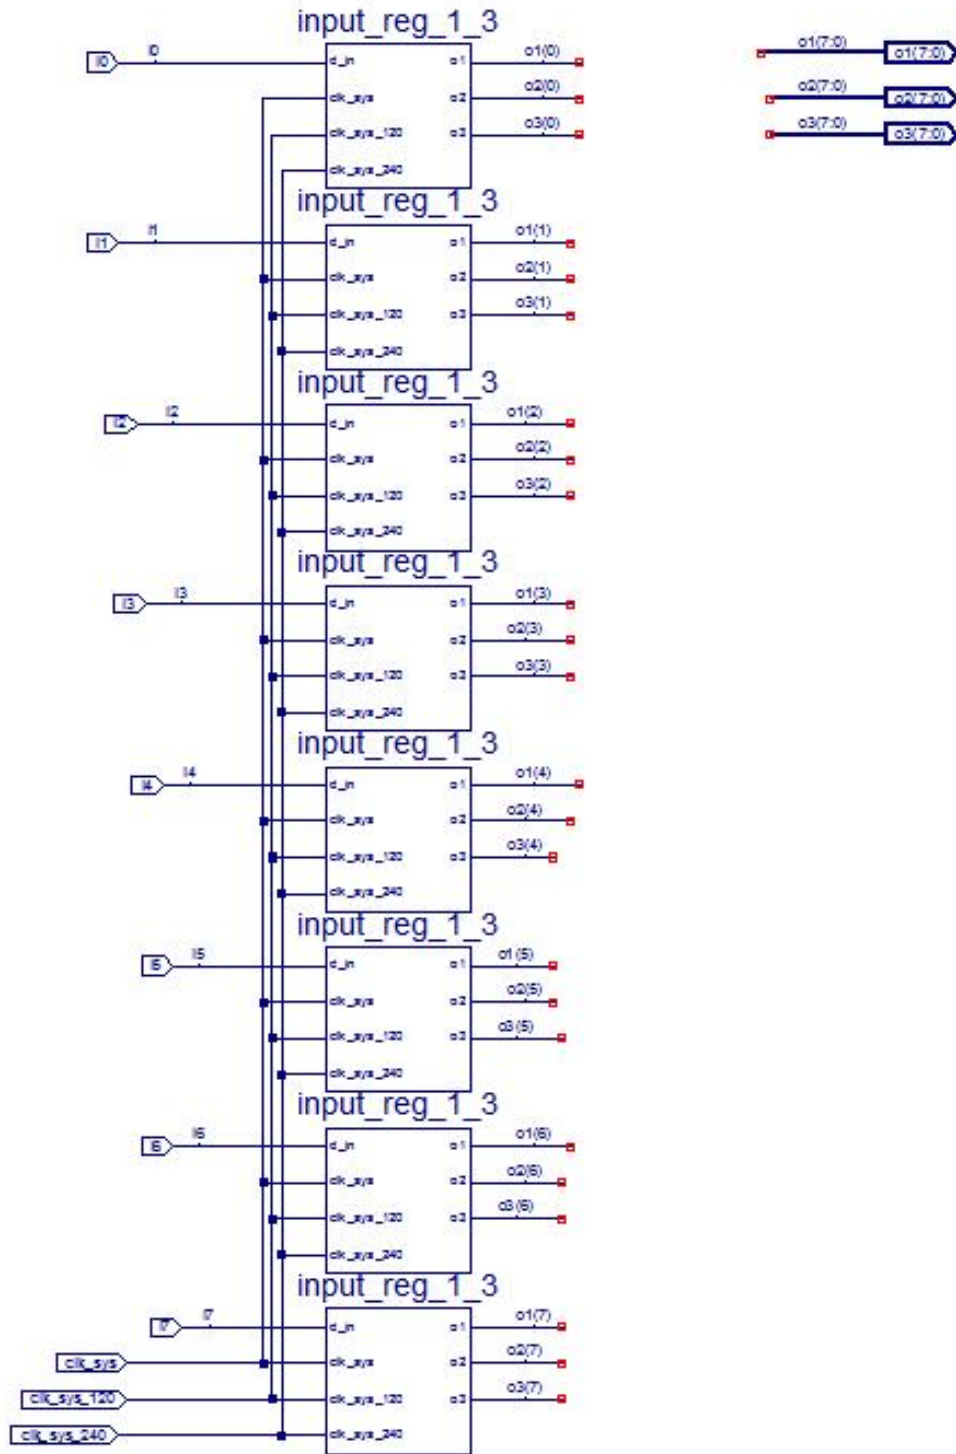 input_reg_1_3
I0 I0 d_in o1 o1(0) o1(7:0) o1(7:0)
clk_sys o2 o2(0) o2(7:0) o2(7:0)
clk_sys_120 o3 o3(0) o3(7:0) o3(7:0)
clk_sys_240
input_reg_1_3
I1 I1 d_in o1 o1(1)
clk_sys o2 o2(1)
clk_sys_120 o3 o3(1)
clk_sys_240
input_reg_1_3
I2 I2 d_in o1 o1(2)
clk_sys o2 o2(2)
clk_sys_120 o3 o3(2)
clk_sys_240
input_reg_1_3
I3 I3 d_in o1 o1(3)
clk_sys o2 o2(3)
clk_sys_120 o3 o3(3)
clk_sys_240
input_reg_1_3
I4 I4 d_in o1 o1(4)
clk_sys o2 o2(4)
clk_sys_120 o3 o3(4)
clk_sys_240
input_reg_1_3
I5 I5 d_in o1 o1(5)
clk_sys o2 o2(5)
clk_sys_120 o3 o3(5)
clk_sys_240
input_reg_1_3
I6 I6 d_in o1 o1(6)
clk_sys o2 o2(6)
clk_sys_120 o3 o3(6)
clk_sys_240
input_reg_1_3
I7 I7 d_in o1 o1(7)
clk_sys clk_sys o2 o2(7)
clk_sys_120 clk_sys_120 o3 o3(7)
clk_sys_240 clk_sys_240